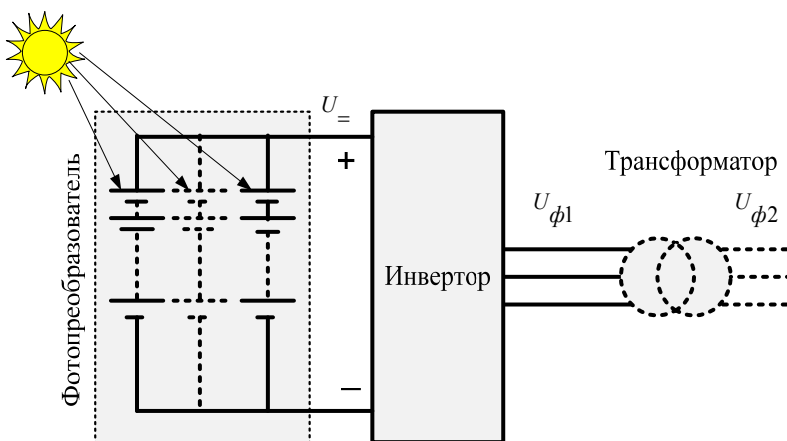 U=
+
Трансформатор
Uф1
Uф2
Фотопреобразователь
Инвертор
−